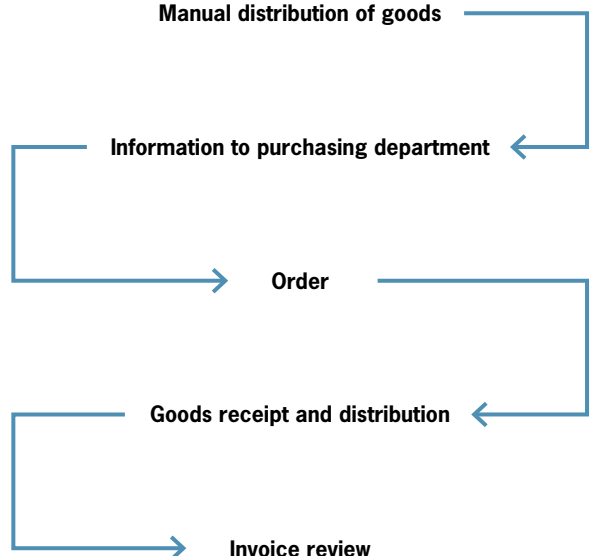 Manual distribution of goods
Information to purchasing department
Order
Goods receipt and distribution
Invoice review